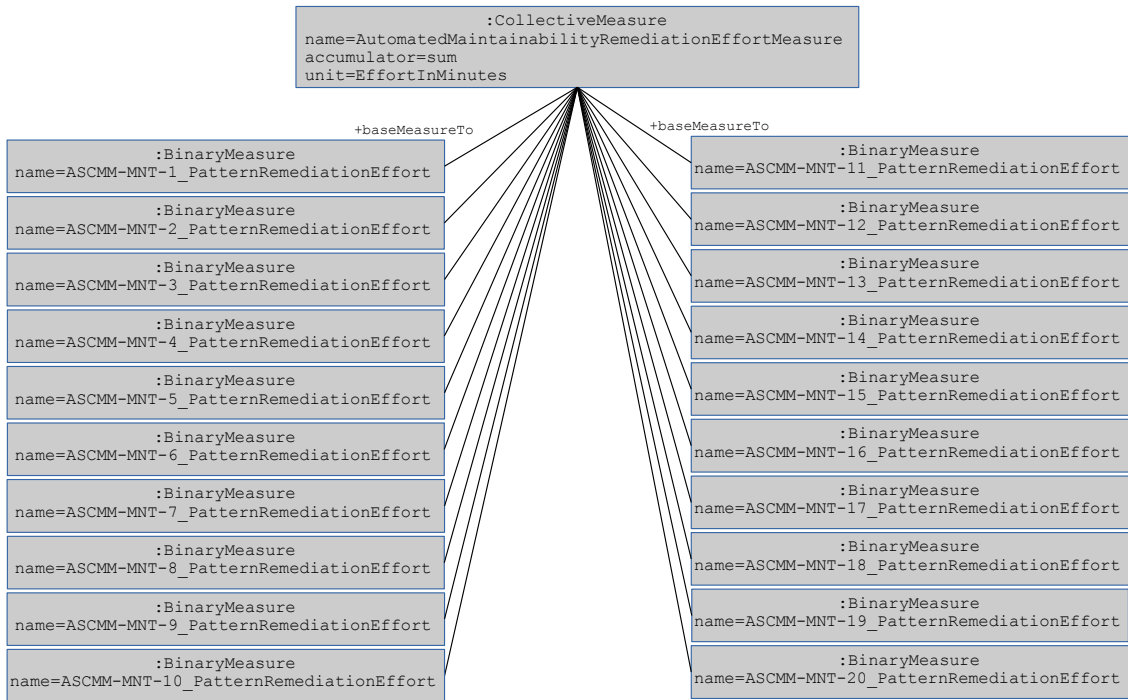 :CollectiveMeasure
name=AutomatedMaintainabilityRemediationEffortMeasure
accumulator=sum
unit=EffortInMinutes
+baseMeasureTo
:BinaryMeasure
name=ASCMM-MNT-1_PatternRemediationEffort
:BinaryMeasure
name=ASCMM-MNT-2_PatternRemediationEffort
:BinaryMeasure
name=ASCMM-MNT-3_PatternRemediationEffort
:BinaryMeasure
name=ASCMM-MNT-4_PatternRemediationEffort
:BinaryMeasure
name=ASCMM-MNT-5_PatternRemediationEffort
:BinaryMeasure
name=ASCMM-MNT-6_PatternRemediationEffort
:BinaryMeasure
name=ASCMM-MNT-7_PatternRemediationEffort
:BinaryMeasure
name=ASCMM-MNT-8_PatternRemediationEffort
:BinaryMeasure
name=ASCMM-MNT-9_PatternRemediationEffort
:BinaryMeasure
name=ASCMM-MNT-10_PatternRemediationEffort
+baseMeasureTo
:BinaryMeasure
name=ASCMM-MNT-11_PatternRemediationEffort
:BinaryMeasure
name=ASCMM-MNT-12_PatternRemediationEffort
:BinaryMeasure
name=ASCMM-MNT-13_PatternRemediationEffort
:BinaryMeasure
name=ASCMM-MNT-14_PatternRemediationEffort
:BinaryMeasure
name=ASCMM-MNT-15_PatternRemediationEffort
:BinaryMeasure
name=ASCMM-MNT-16_PatternRemediationEffort
:BinaryMeasure
name=ASCMM-MNT-17_PatternRemediationEffort
:BinaryMeasure
name=ASCMM-MNT-18_PatternRemediationEffort
:BinaryMeasure
name=ASCMM-MNT-19_PatternRemediationEffort
:BinaryMeasure
name=ASCMM-MNT-20_PatternRemediationEffort